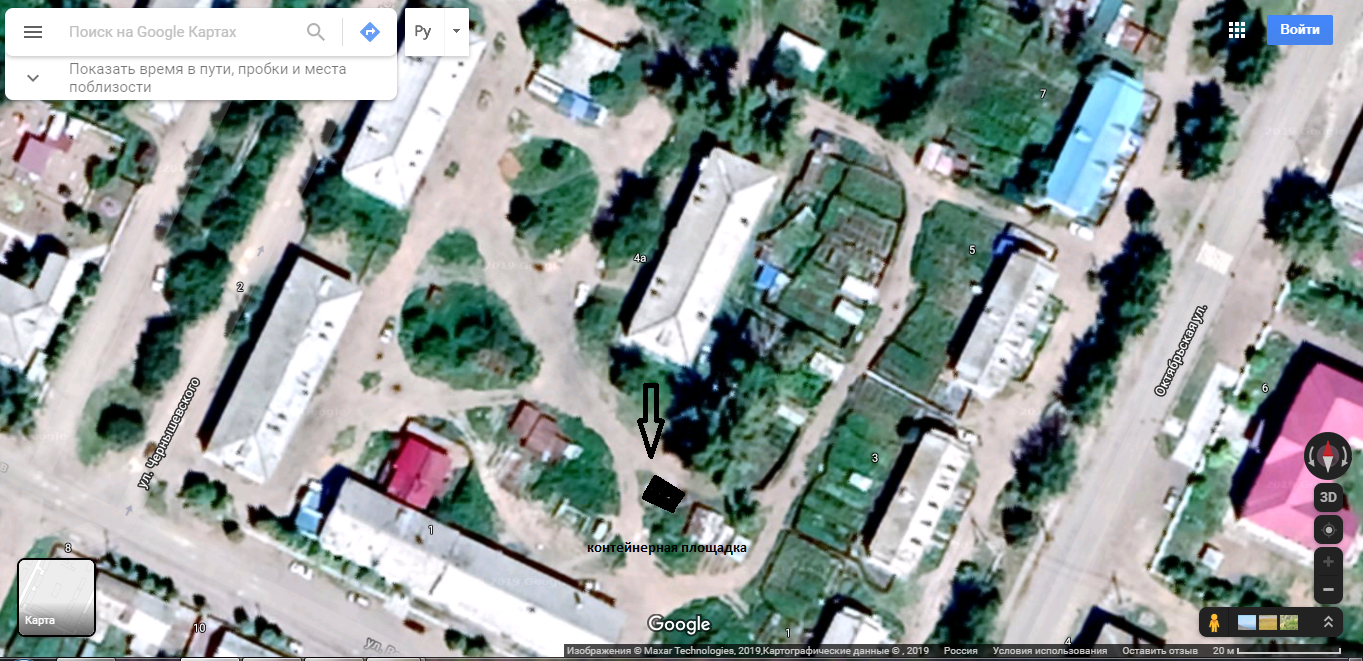 Поиск на Google Картах
Ру
Войти
Показать время в пути, пробки и места
поблизости
7
4а
5
2
Октябрьская ул.
6
ул. Чернышевского
3
3D
1
контейнерная площадка
8
Карта
10
Google
1
4
Изображения © Maxar Technologies, 2019,Картографические данные © , 2019 Россия Условия использования Оставить отзыв 20 м